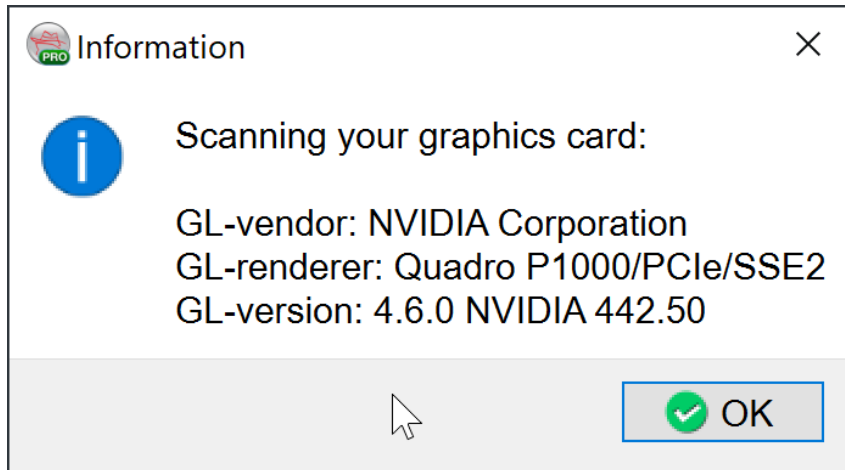 PRO
Information
Scanning your graphics card:
GL-vendor: NVIDIA Corporation
GL-renderer: Quadro P1000/PCIe/SSE2
GL-version: 4.6.0 NVIDIA 442.50
OK